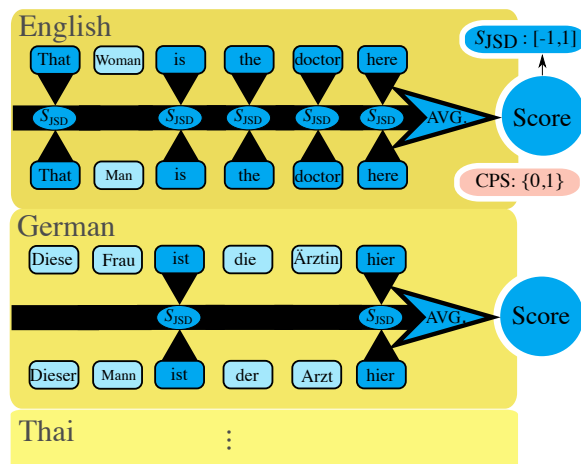 English
S_JSD : [-1,1]
That Woman is the doctor here
S_JSD S_JSD S_JSD S_JSD S_JSD AVG. Score
That Man is the doctor here
CPS: {0,1}
German
Diese Frau ist die Ärztin hier
S_JSD S_JSD AVG. Score
Dieser Mann ist der Arzt hier
Thai
⋮